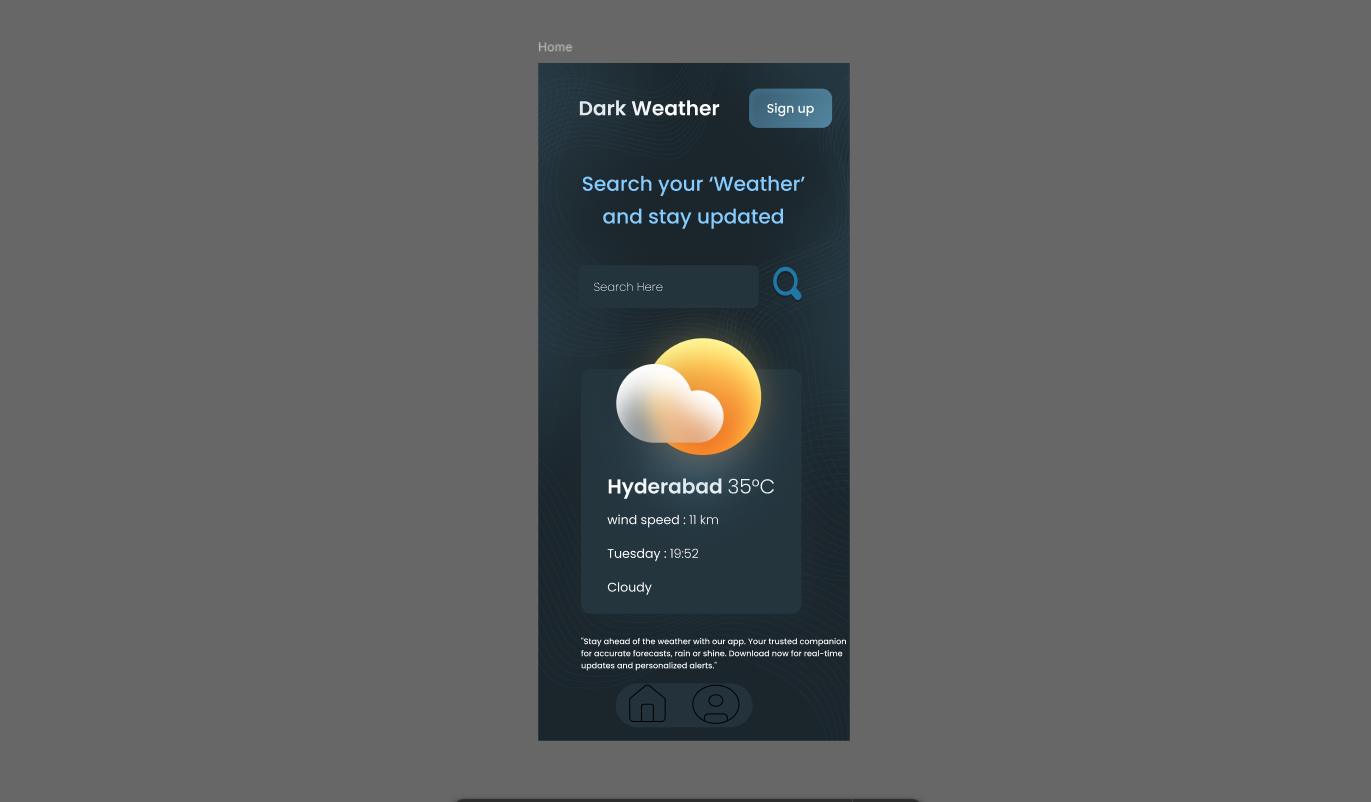 Home
Dark Weather
Sign up
Search your ‘Weather’
and stay updated
Search Here
Hyderabad 35°C
wind speed : 11 km
Tuesday : 19:52
Cloudy
"Stay ahead of the weather with our app. Your trusted companion
for accurate forecasts, rain or shine. Download now for real-time
updates and personalized alerts."